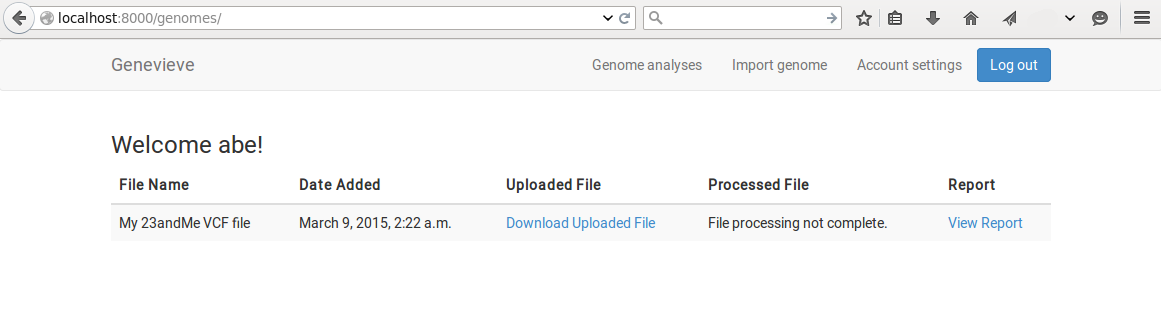 localhost:8000/genomes/
Genevieve Genome analyses Import genome Account settings Log out
Welcome abe!
File Name Date Added Uploaded File Processed File Report
My 23andMe VCF file March 9, 2015, 2:22 a.m. Download Uploaded File File processing not complete. View Report